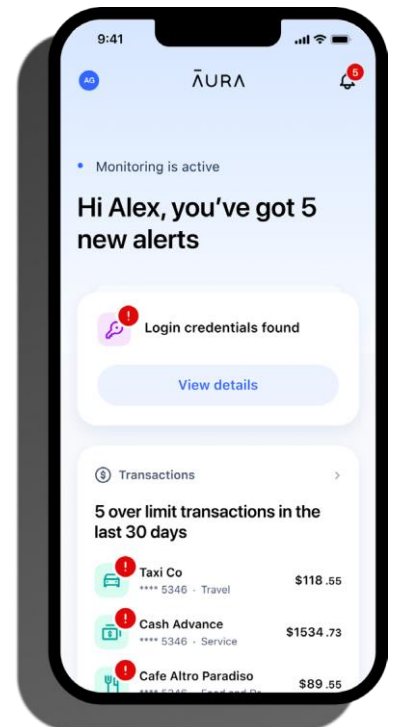 9:41
AG
ĀURA
5
• Monitoring is active
Hi Alex, you've got 5
new alerts
!
Login credentials found
View details
$ Transactions >
5 over limit transactions in the
last 30 days
!
Taxi Co
$118.55
**** 5346 · Travel
!
Cash Advance
$1534.73
**** 5346 · Service
!
Cafe Altro Paradiso
$89.55